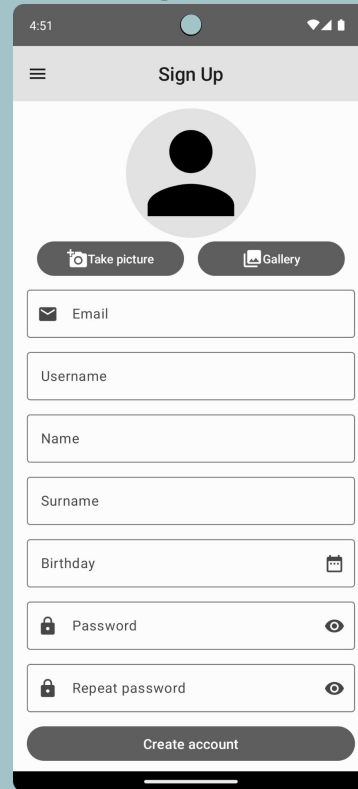 4:51
Sign Up
Take picture
Gallery
Email
Username
Name
Surname
Birthday
Password
Repeat password
Create account